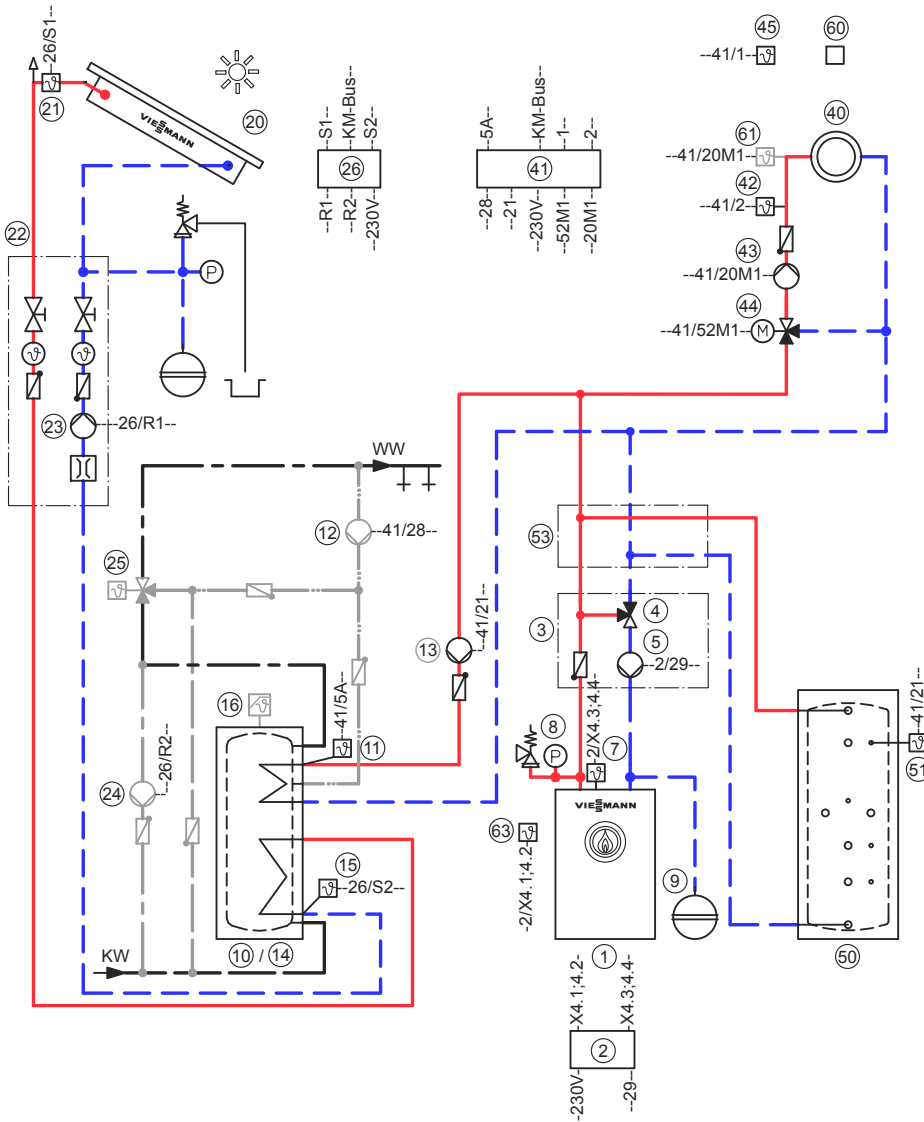 26/S1--
21
VIESMANN
20
22
P
23
---26/R1--
--S1--
KM-Bus--
S2--
26
--R1--
--R2--
--230V--
--5A--
KM-Bus--
1--
2--
41
--28--
--21--
--230V--
--52M1--
--20M1--
45
60
--41/1--
61
40
--41/20M1--
42
--41/2--
43
--41/20M1--
44
--41/52M1--
M
WW
12
--41/28--
25
13
--41/21--
53
3
4
5
--2/29--
16
--41/5A--
11
24
--26/R2--
15
--26/S2--
KW
10 / 14
8
P
-2/X4.3;4.4-
7
VIESMANN
63
-2/X4.1;4.2-
9
1
-41/21--
51
50
-X4.1;4.2-
-X4.3;4.4-
2
-230V-
--29--